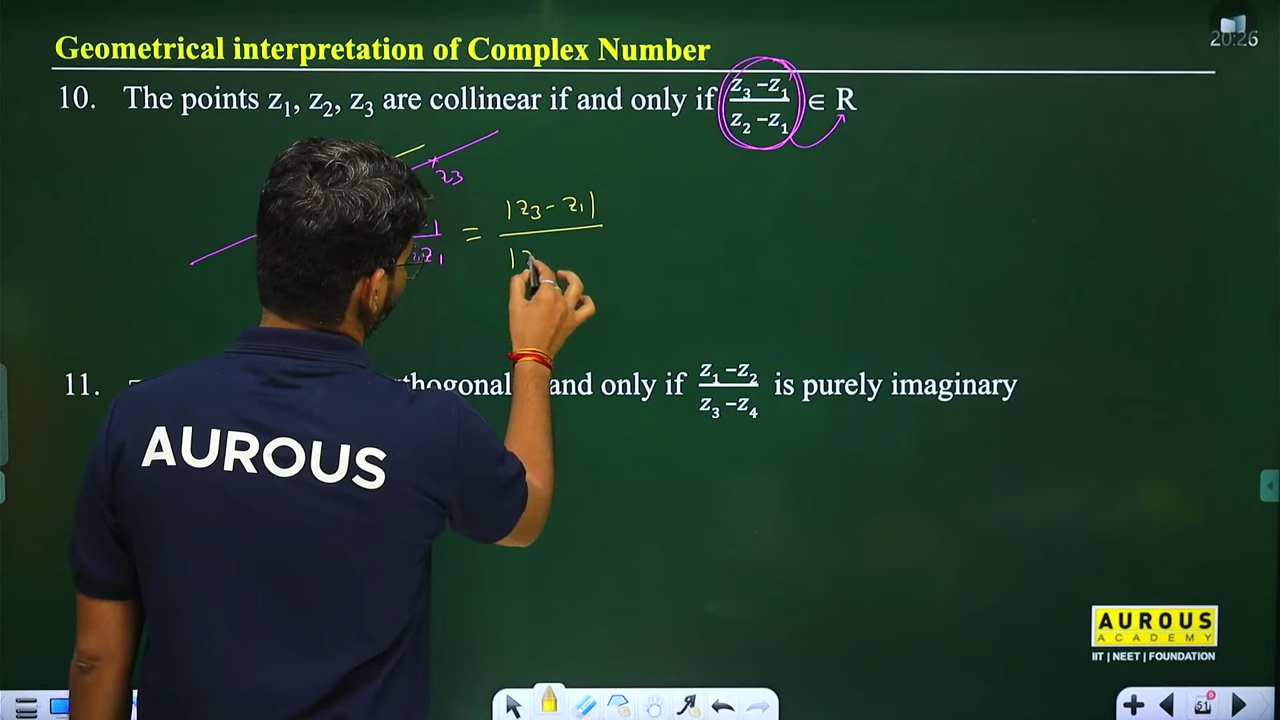 20:26
Geometrical interpretation of Complex Number
10. The points z₁, z₂, z₃ are collinear if and only if (z₃ −z₁)/(z₂ −z₁) ∈ R
z3
= |z3 - z1|
z1
11. and only if (z₁ −z₂)/(z₃ −z₄) is purely imaginary
AUROUS
AUROUS
ACADEMY
IIT | NEET | FOUNDATION
51